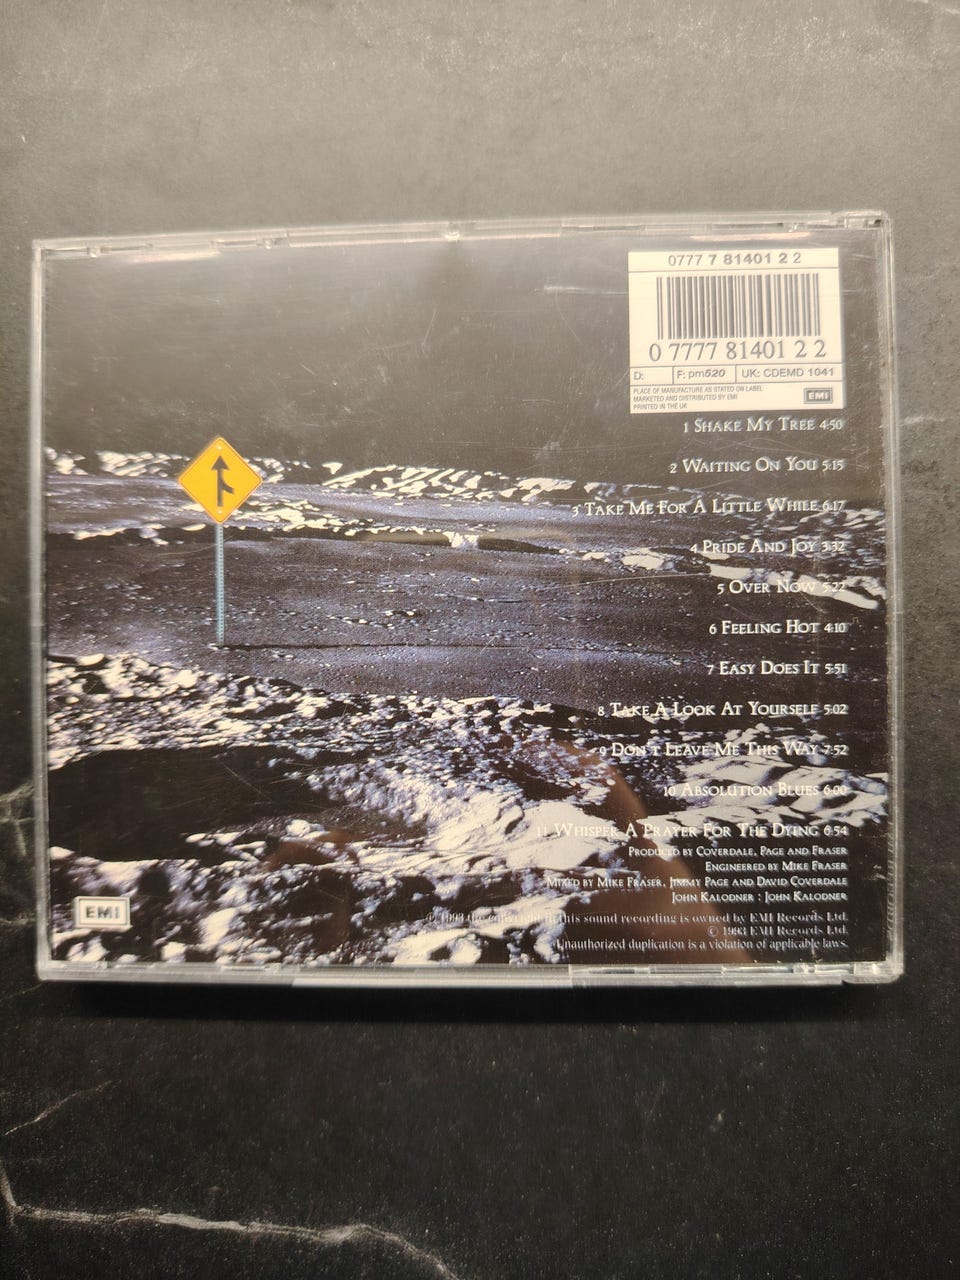 0777 7 81401 2 2
0 7777 81401 2 2
D: F: pm520 UK: CDEMD 1041
PLACE OF MANUFACTURE AS STATED ON LABEL
MARKETED AND DISTRIBUTED BY EMI
PRINTED IN THE UK
EMI
1 SHAKE MY TREE 4:50
2 WAITING ON YOU 5:15
3 TAKE ME FOR A LITTLE WHILE 6:17
4 PRIDE AND JOY 3:32
5 OVER NOW 5:22
6 FEELING HOT 4:10
7 EASY DOES IT 5:51
8 TAKE A LOOK AT YOURSELF 5:02
9 DON'T LEAVE ME THIS WAY 7:52
10 ABSOLUTION BLUES 6:00
11 WHISPER A PRAYER FOR THE DYING 6:54
PRODUCED BY COVERDALE, PAGE AND FRASER
ENGINEERED BY MIKE FRASER
MIXED BY MIKE FRASER, JIMMY PAGE AND DAVID COVERDALE
JOHN KALODNER : JOHN KALODNER
EMI
℗ 1993 the copyright in this sound recording is owned by EMI Records Ltd.
© 1993 EMI Records Ltd.
Unauthorized duplication is a violation of applicable laws.